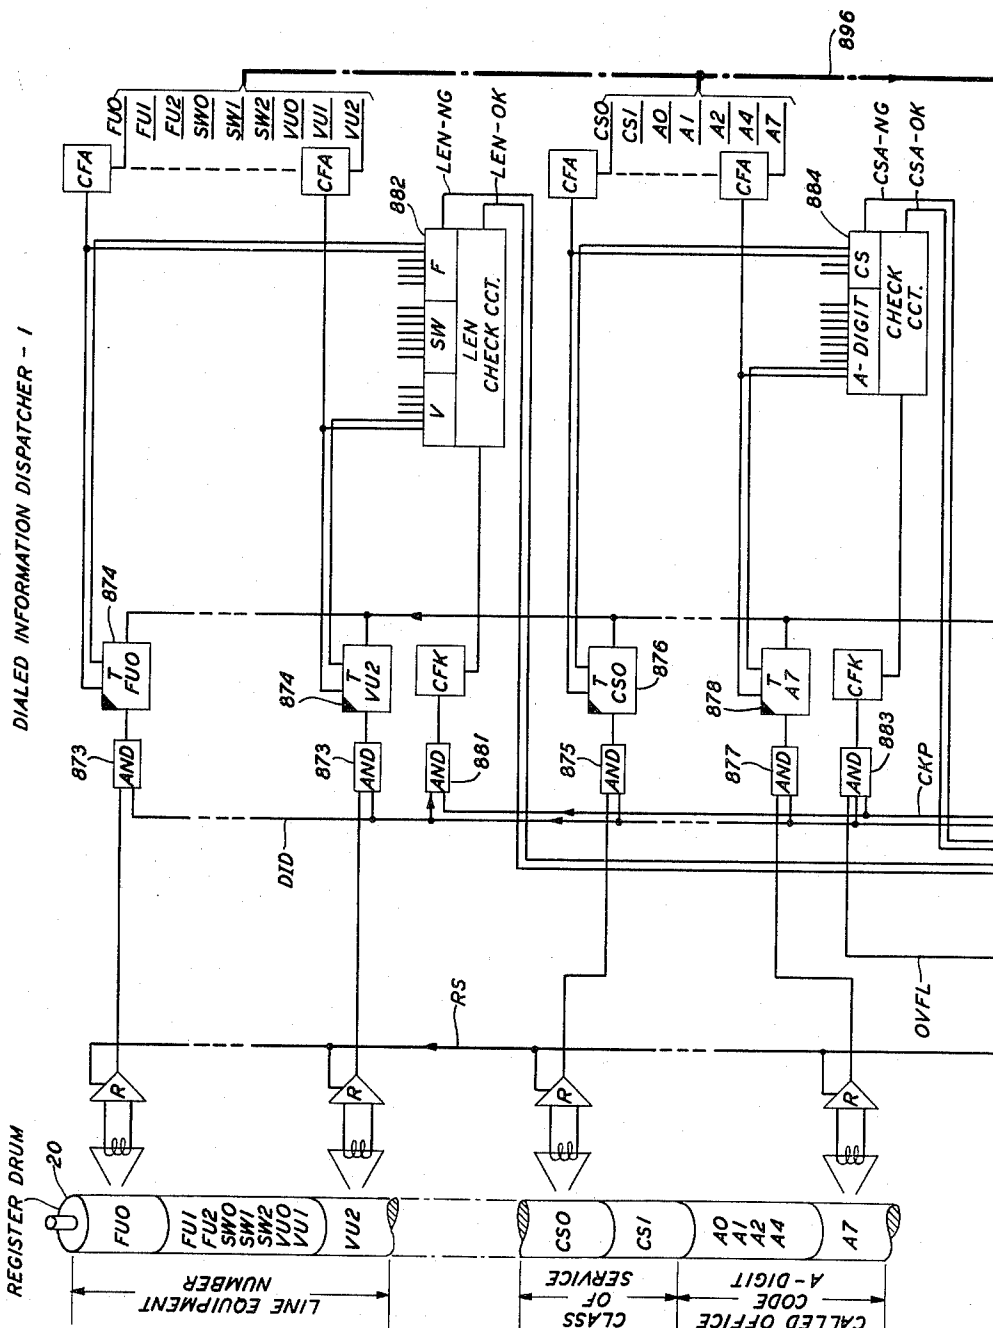 DIALED INFORMATION DISPATCHER - 1
REGISTER DRUM
20
FU0
FU1
FU2
SW0
SW1
SW2
VU0
VU1
VU2
CS0
CS1
A0
A1
A2
A4
A7
LINE EQUIPMENT
NUMBER
CLASS
OF
SERVICE
CALLED OFFICE
CODE
A-DIGIT
R
R
R
R
RS
OVFL
DID
CKP
873
AND
873
AND
AND
881
875
AND
877
AND
AND
883
874
T
FU0
874
T
VU2
CFK
T
CS0
876
878
T
A7
CFK
882
V
SW
F
LEN
CHECK CCT.
LEN-NG
LEN-OK
884
A-DIGIT
CS
CHECK
CCT.
CSA-NG
CSA-OK
CFA
CFA
CFA
CFA
FU0
FU1
FU2
SW0
SW1
SW2
VU0
VU1
VU2
CS0
CS1
A0
A1
A2
A4
A7
896